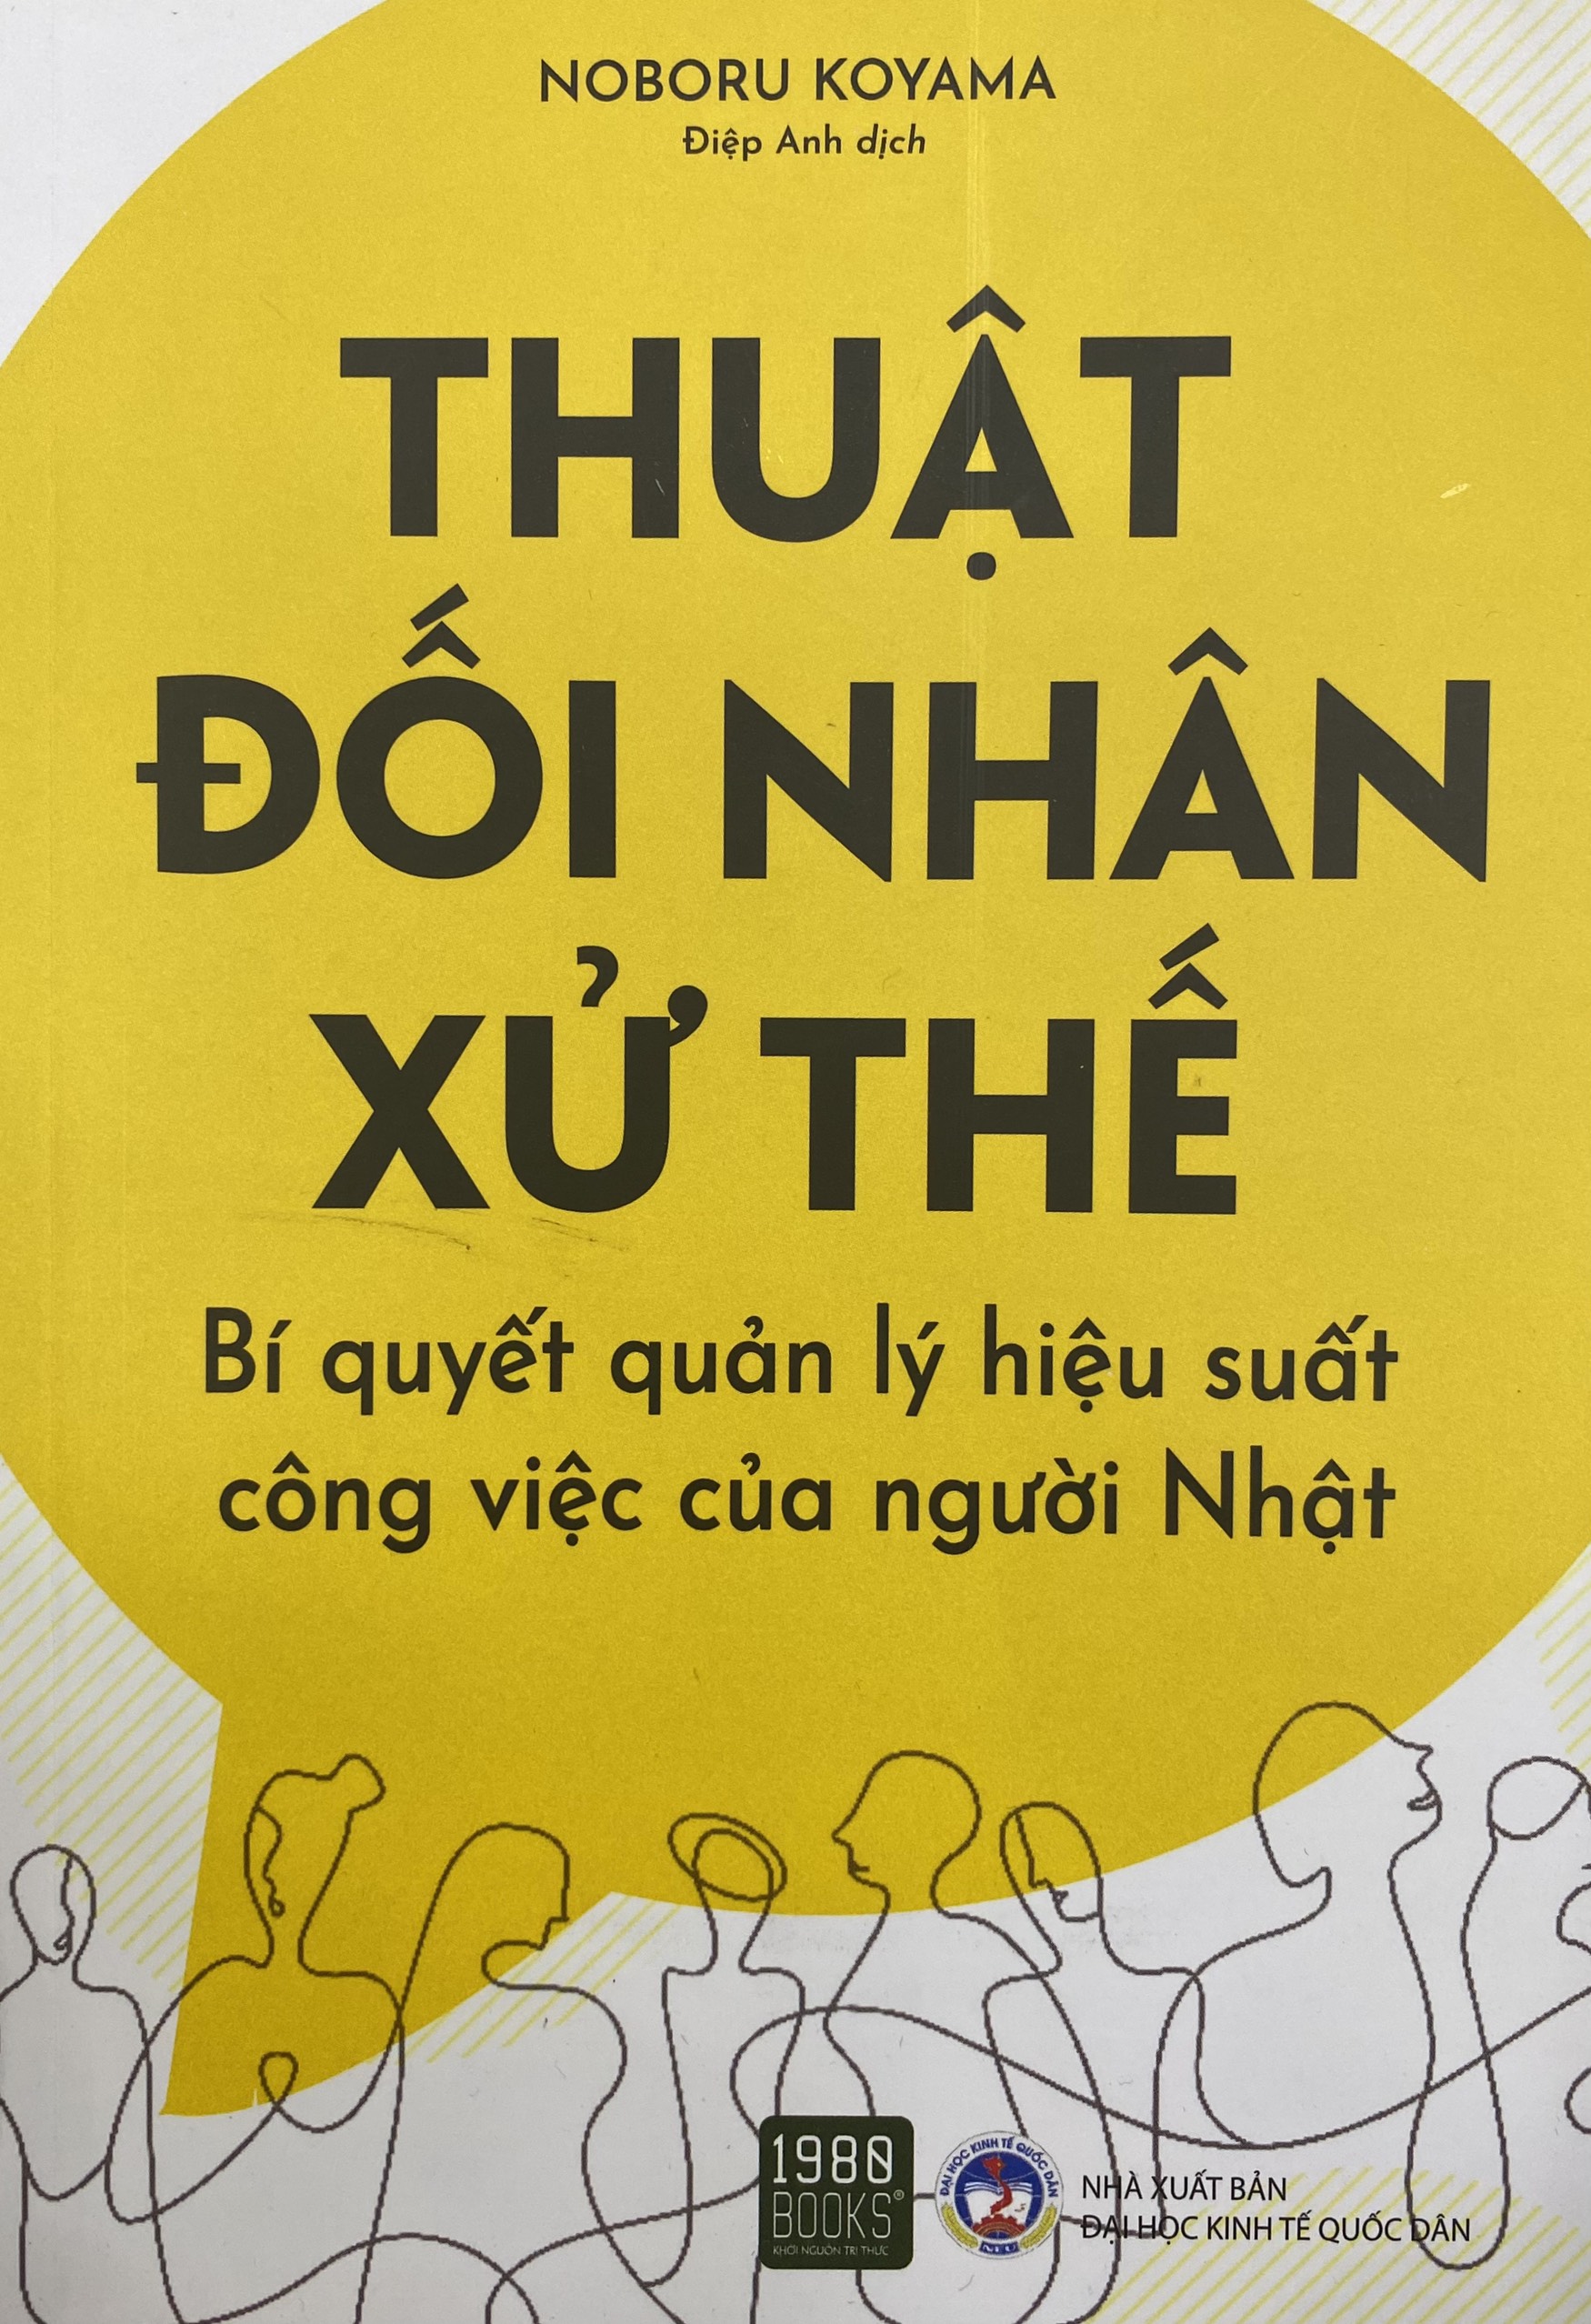 NOBORU KOYAMA
Điệp Anh dịch
THUẬT
ĐỐI NHÂN
XỬ THẾ
Bí quyết quản lý hiệu suất
công việc của người Nhật
1980
BOOKS®
KHƠI NGUỒN TRI THỨC
ĐẠI HỌC KINH TẾ QUỐC DÂN
NEU
NHÀ XUẤT BẢN
ĐẠI HỌC KINH TẾ QUỐC DÂN